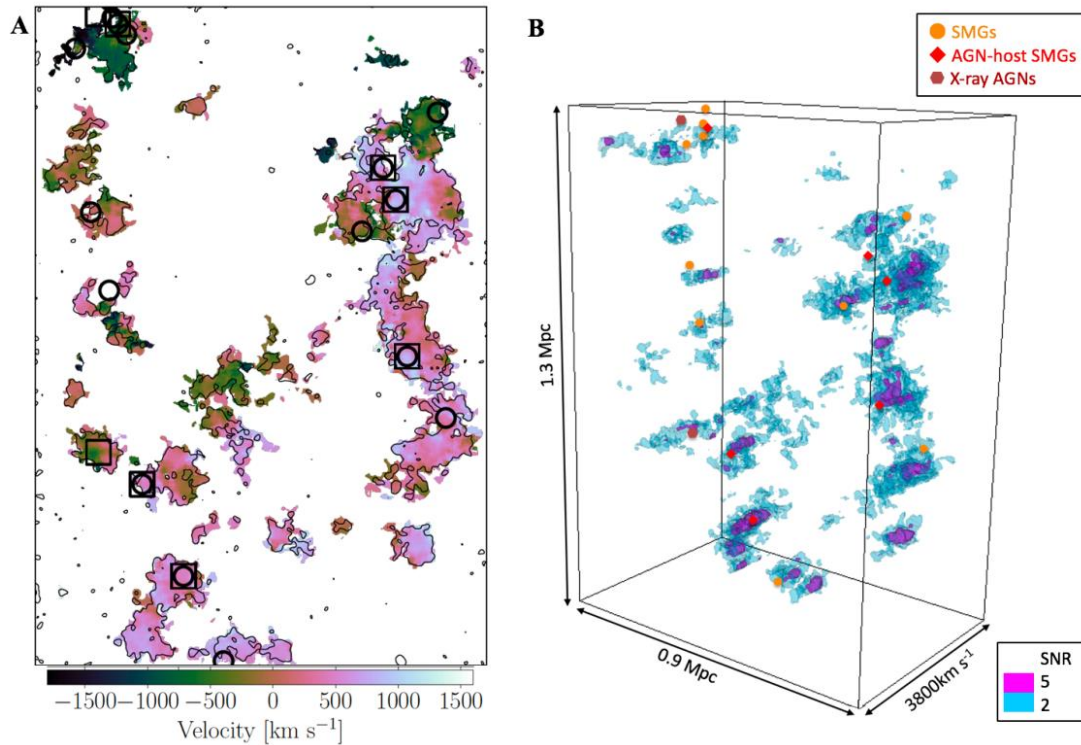 A
−1500 −1000 −500 0 500 1000 1500
Velocity [km s⁻¹]
B
SMGs
AGN-host SMGs
X-ray AGNs
1.3 Mpc
0.9 Mpc
3800km s⁻¹
SNR
5
2